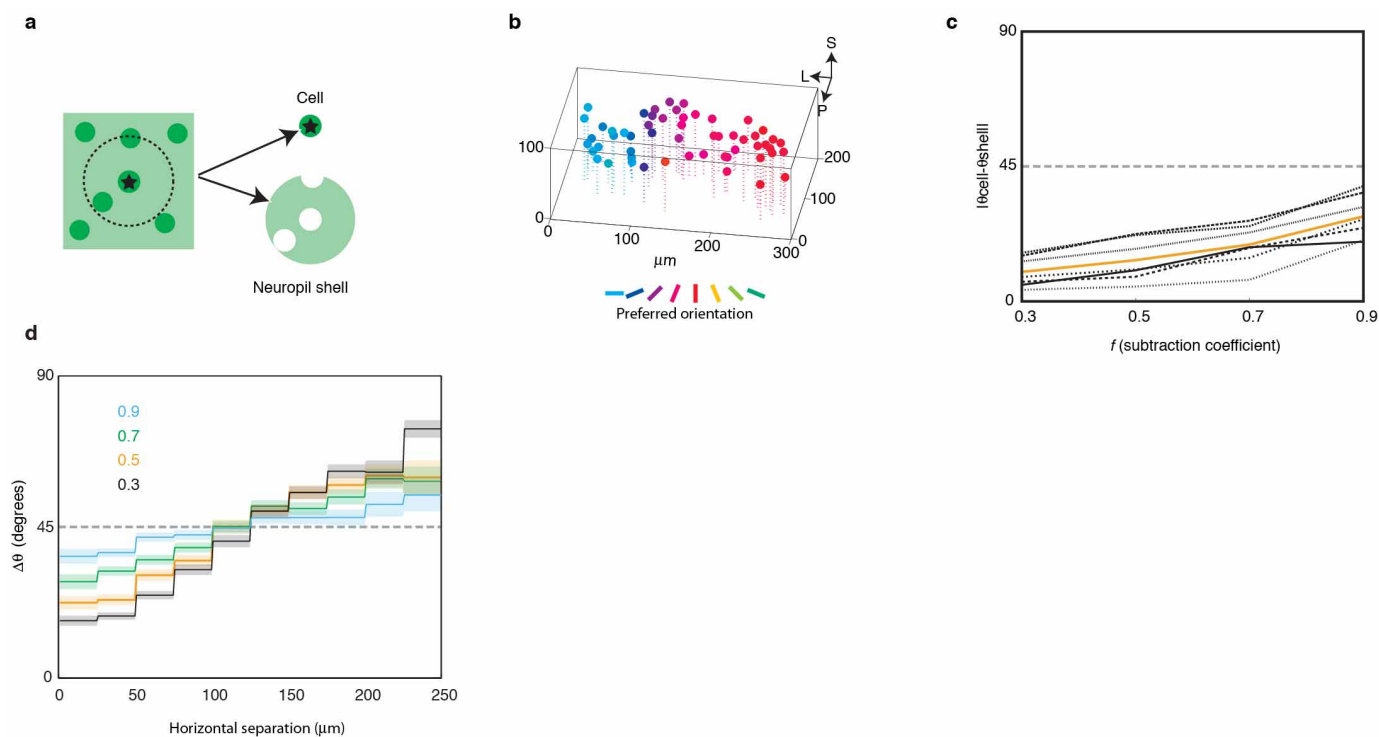 a
Cell
Neuropil shell
b
S
L
P
100
0
0
100
200
300
0
100
200
μm
Preferred orientation
c
90
45
0
|θcell-θshell|
0.3
0.5
0.7
0.9
f (subtraction coefficient)
d
90
45
0
Δθ (degrees)
0.9
0.7
0.5
0.3
0
50
100
150
200
250
Horizontal separation (μm)